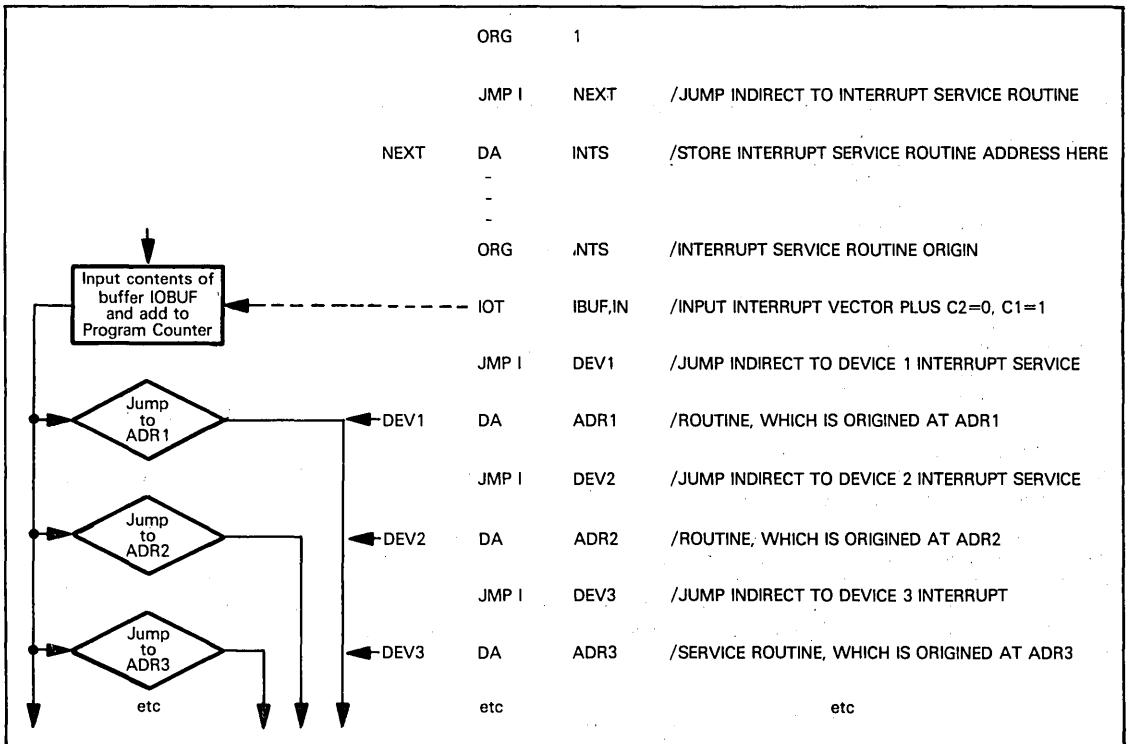 ORG 1
JMP I NEXT /JUMP INDIRECT TO INTERRUPT SERVICE ROUTINE
NEXT DA INTS /STORE INTERRUPT SERVICE ROUTINE ADDRESS HERE
-
-
-
ORG INTS /INTERRUPT SERVICE ROUTINE ORIGIN
Input contents of
buffer IOBUF
and add to
Program Counter
IOT IBUF,IN /INPUT INTERRUPT VECTOR PLUS C2=0, C1=1
JMP I DEV1 /JUMP INDIRECT TO DEVICE 1 INTERRUPT SERVICE
Jump
to
ADR1
DEV1 DA ADR1 /ROUTINE, WHICH IS ORIGINED AT ADR1
JMP I DEV2 /JUMP INDIRECT TO DEVICE 2 INTERRUPT SERVICE
Jump
to
ADR2
DEV2 DA ADR2 /ROUTINE, WHICH IS ORIGINED AT ADR2
JMP I DEV3 /JUMP INDIRECT TO DEVICE 3 INTERRUPT
Jump
to
ADR3
DEV3 DA ADR3 /SERVICE ROUTINE, WHICH IS ORIGINED AT ADR3
etc etc etc